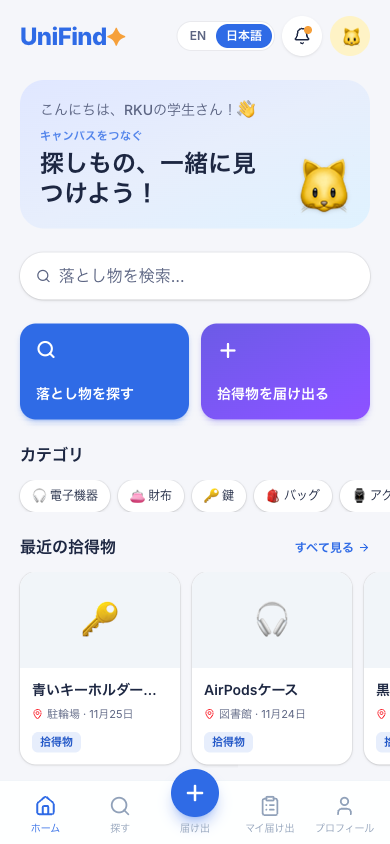 UniFind
EN 日本語
こんにちは、RKUの学生さん！👋
キャンパスをつなぐ
探しもの、一緒に見
つけよう！
落とし物を検索...
落とし物を探す
拾得物を届け出る
カテゴリ
電子機器 財布 鍵 バッグ アク
最近の拾得物 すべて見る →
青いキーホルダー... AirPodsケース 黒
駐輪場 · 11月25日 図書館 · 11月24日
拾得物 拾得物
ホーム 探す 届け出 マイ届け出 プロフィール